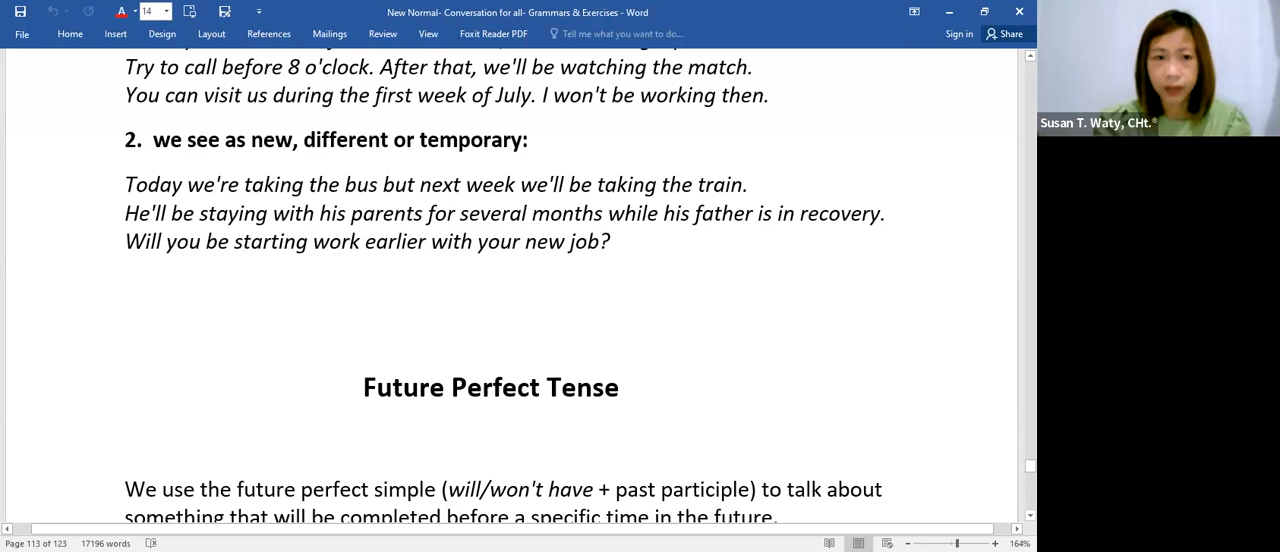 14
New Normal- Conversation for all- Grammars & Exercises - Word
File Home Insert Design Layout References Mailings Review View Foxit Reader PDF Tell me what you want to do... Sign in Share
Try to call before 8 o'clock. After that, we'll be watching the match.
You can visit us during the first week of July. I won't be working then.
2. we see as new, different or temporary:
Today we're taking the bus but next week we'll be taking the train.
He'll be staying with his parents for several months while his father is in recovery.
Will you be starting work earlier with your new job?
Future Perfect Tense
We use the future perfect simple (will/won't have + past participle) to talk about
something that will be completed before a specific time in the future.
Page 113 of 123 17196 words 164%
Susan T. Waty, CHt.®